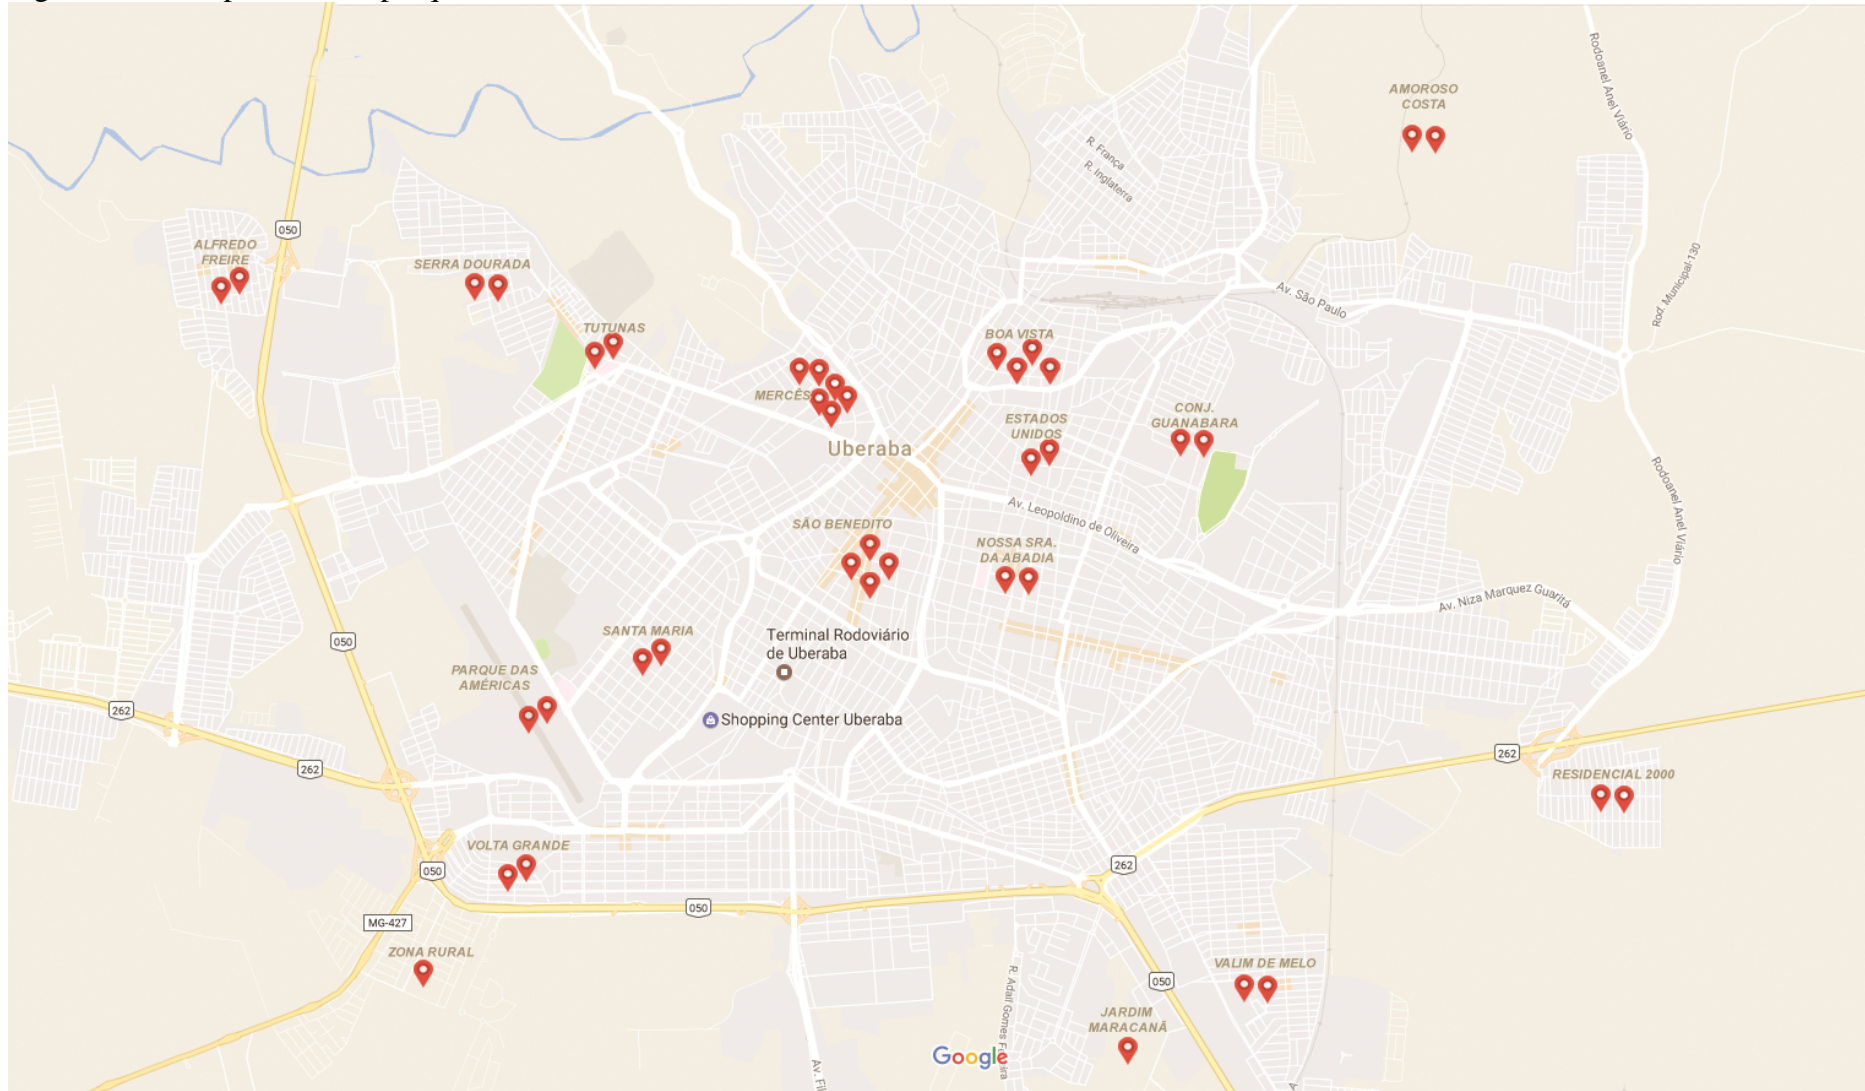 Rodoanel Anel Viário
AMOROSO
COSTA
R. França
R. Inglaterra
050
ALFREDO
FREIRE
SERRA DOURADA
Rod. Municipal-130
Av. São Paulo
TUTUNAS
BOA VISTA
MERCÊS
CONJ.
GUANABARA
ESTADOS
UNIDOS
Uberaba
Rodoanel Anel Viário
Av. Leopoldino de Oliveira
SÃO BENEDITO
NOSSA SRA.
DA ABADIA
Av. Niza Marquez Guaritá
050
SANTA MARIA
Terminal Rodoviário
de Uberaba
PARQUE DAS
AMÉRICAS
262
Shopping Center Uberaba
262
262
RESIDENCIAL 2000
VOLTA GRANDE
050
262
050
MG-427
ZONA RURAL
VALIM DE MELO
050
R. Adail Gomes
JARDIM
MARACANÃ
Google
Av.